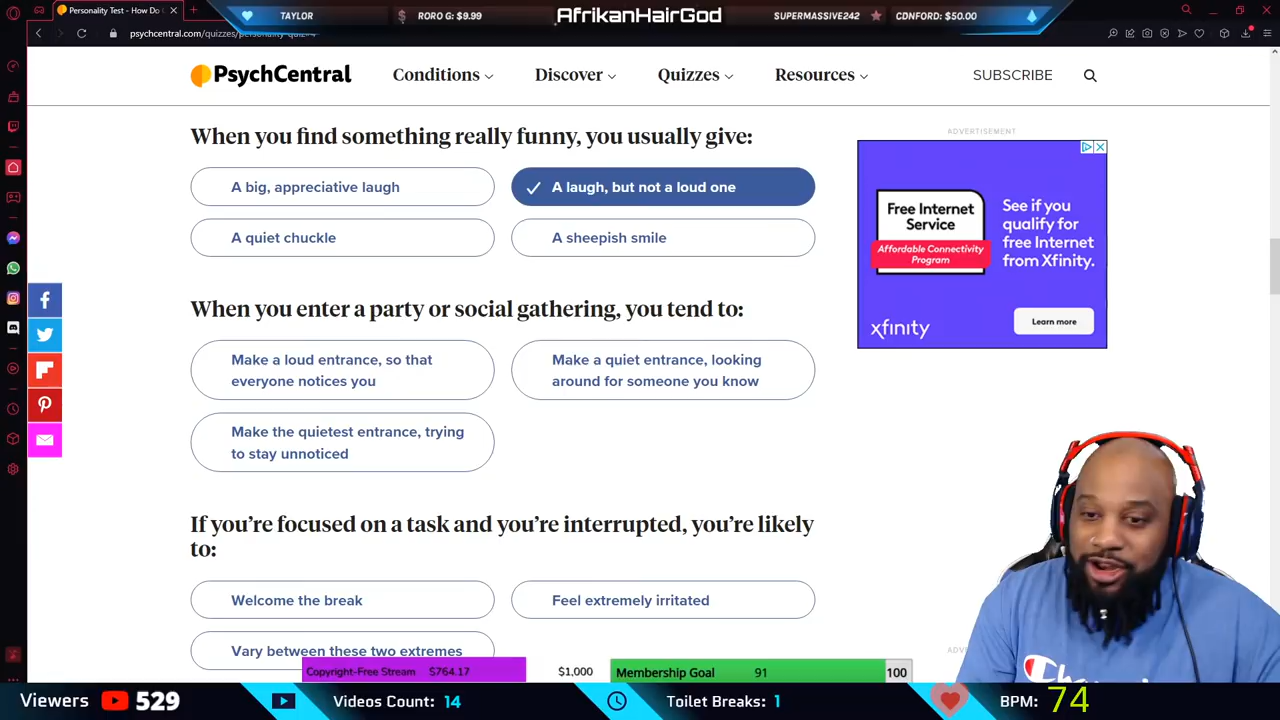 Personality Test - How Do
TAYLOR
RORO G: $9.99
AfrikanHairGod
SUPERMASSIVE242
CDNFORD: $50.00
PsychCentral
Conditions
Discover
Quizzes
Resources
SUBSCRIBE
When you find something really funny, you usually give:
A big, appreciative laugh
A laugh, but not a loud one
A quiet chuckle
A sheepish smile
When you enter a party or social gathering, you tend to:
Make a loud entrance, so that
everyone notices you
Make a quiet entrance, looking
around for someone you know
Make the quietest entrance, trying
to stay unnoticed
If you’re focused on a task and you’re interrupted, you’re likely
to:
Welcome the break
Feel extremely irritated
Vary between these two extremes
ADVERTISEMENT
Free Internet
Service
Affordable Connectivity
Program
See if you
qualify for
free Internet
from Xfinity.
xfinity
Learn more
Copyright-Free Stream $764.17
$1,000
Membership Goal 91
100
Viewers 529
Videos Count: 14
Toilet Breaks: 1
BPM: 74